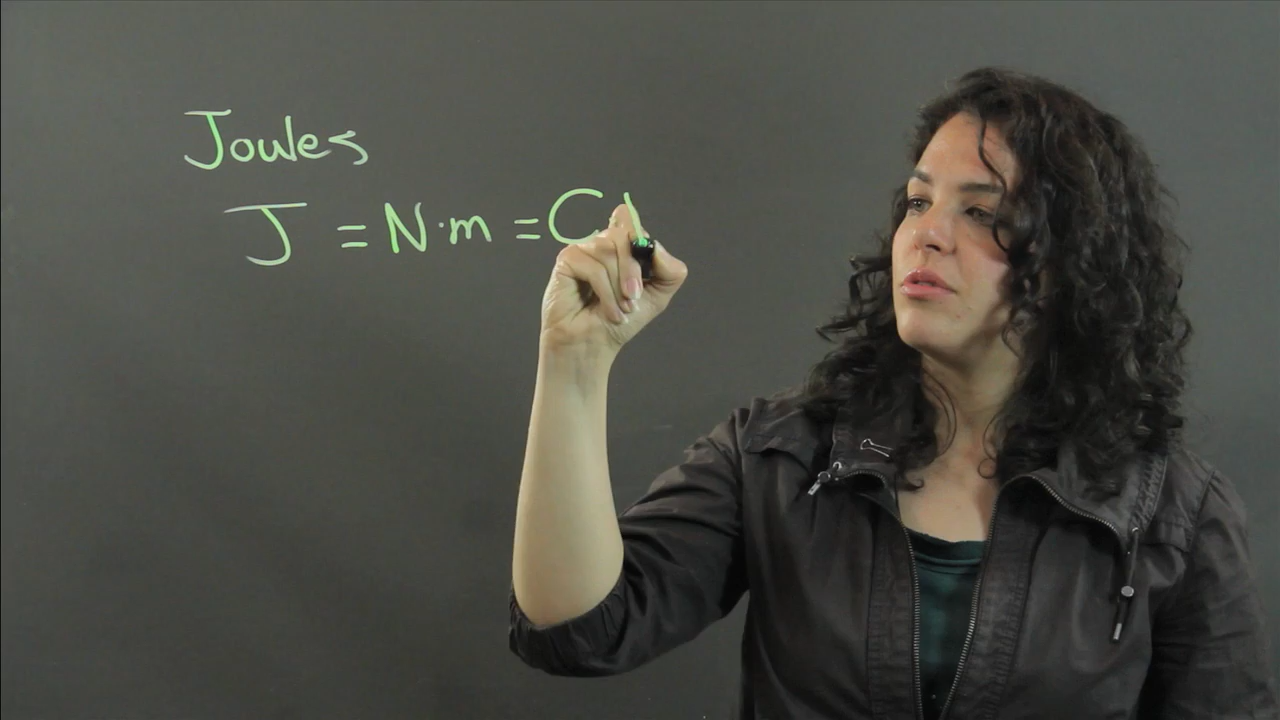 Joules
J = N·m = C